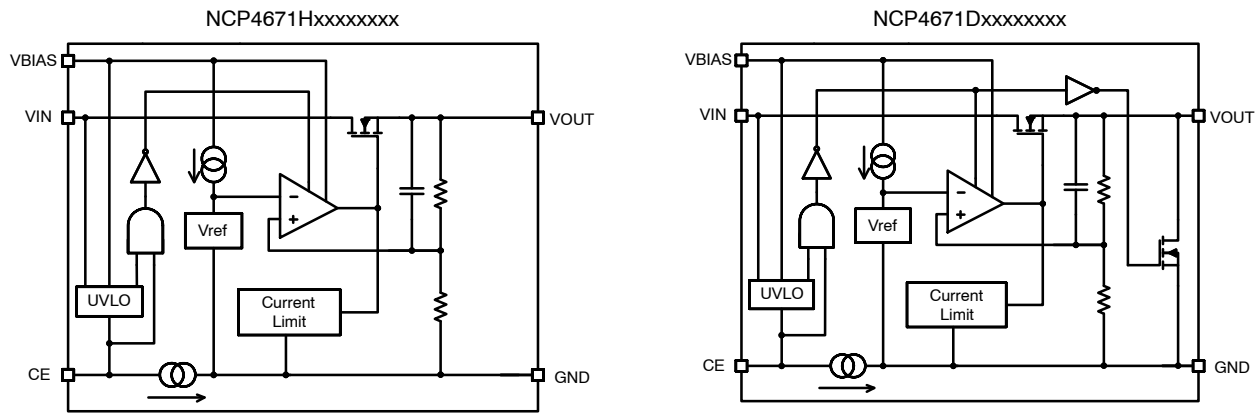 NCP4671Hxxxxxxxx
VBIAS
VIN
VOUT
−
+
Vref
UVLO
Current
Limit
CE
GND
NCP4671Dxxxxxxxx
VBIAS
VIN
VOUT
−
+
Vref
UVLO
Current
Limit
CE
GND